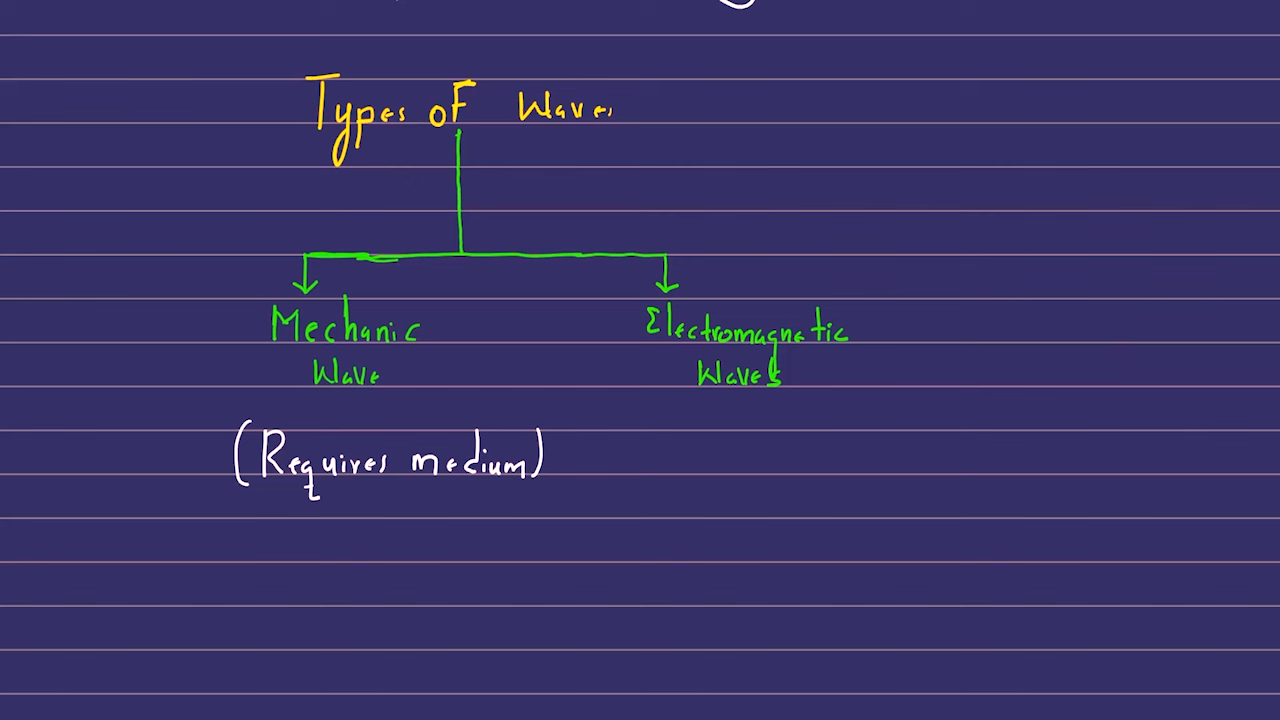 Types oF Waves
Mechanic
Wave
Electromagnetic
Waves
(Requires medium)